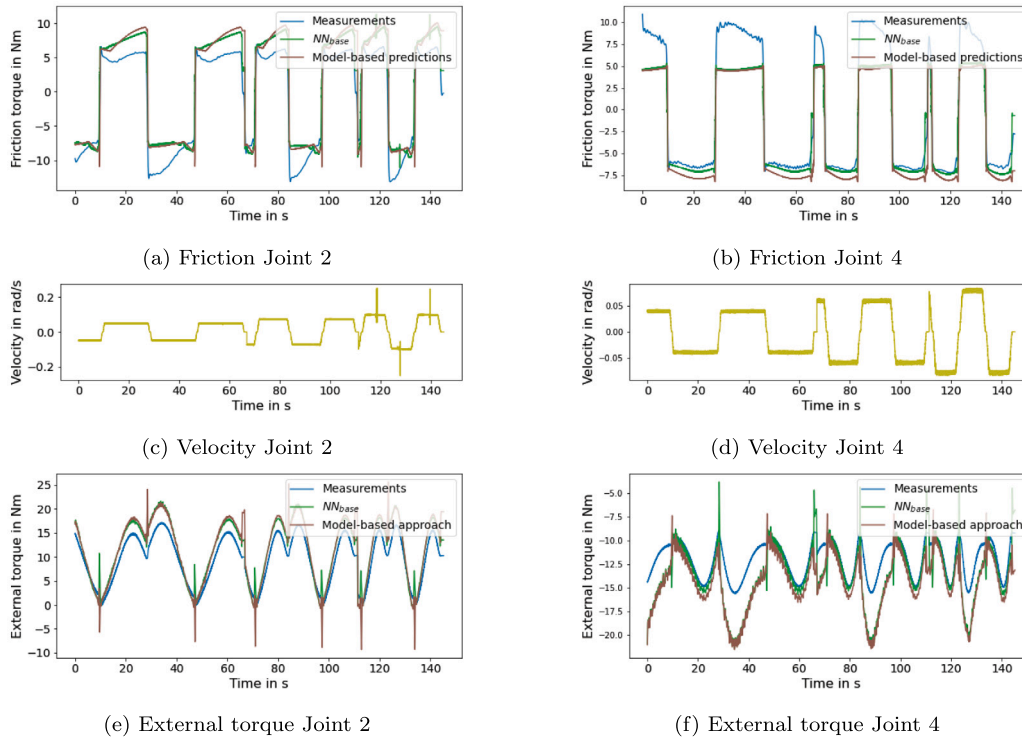 Friction torque in Nm
10
5
0
−5
−10
Measurements
NN_base
Model-based predictions
0 20 40 60 80 100 120 140
Time in s
(a) Friction Joint 2
Friction torque in Nm
10.0
7.5
5.0
2.5
0.0
−2.5
−5.0
−7.5
Measurements
NN_base
Model-based predictions
0 20 40 60 80 100 120 140
Time in s
(b) Friction Joint 4
Velocity in rad/s
0.2
0.0
−0.2
0 20 40 60 80 100 120 140
Time in s
(c) Velocity Joint 2
Velocity in rad/s
0.05
0.00
−0.05
0 20 40 60 80 100 120 140
Time in s
(d) Velocity Joint 4
External torque in Nm
25
20
15
10
5
0
−5
−10
Measurements
NN_base
Model-based approach
0 20 40 60 80 100 120 140
Time in s
(e) External torque Joint 2
External torque in Nm
−5.0
−7.5
−10.0
−12.5
−15.0
−17.5
−20.0
Measurements
NN_base
Model-based approach
0 20 40 60 80 100 120 140
Time in s
(f) External torque Joint 4